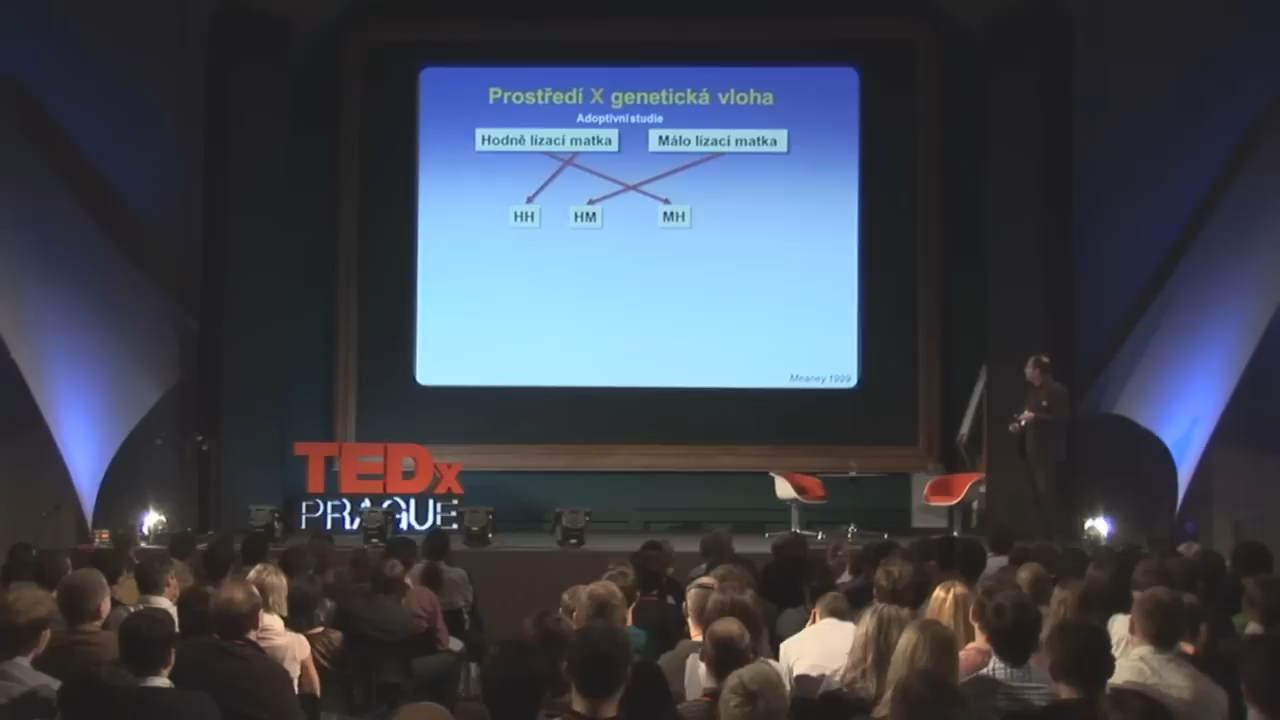 Prostředí X genetická vloha
Adoptivní studie
Hodně lízací matka
Málo lízací matka
HH
HM
MH
Meaney 1999
TEDx
PRAGUE